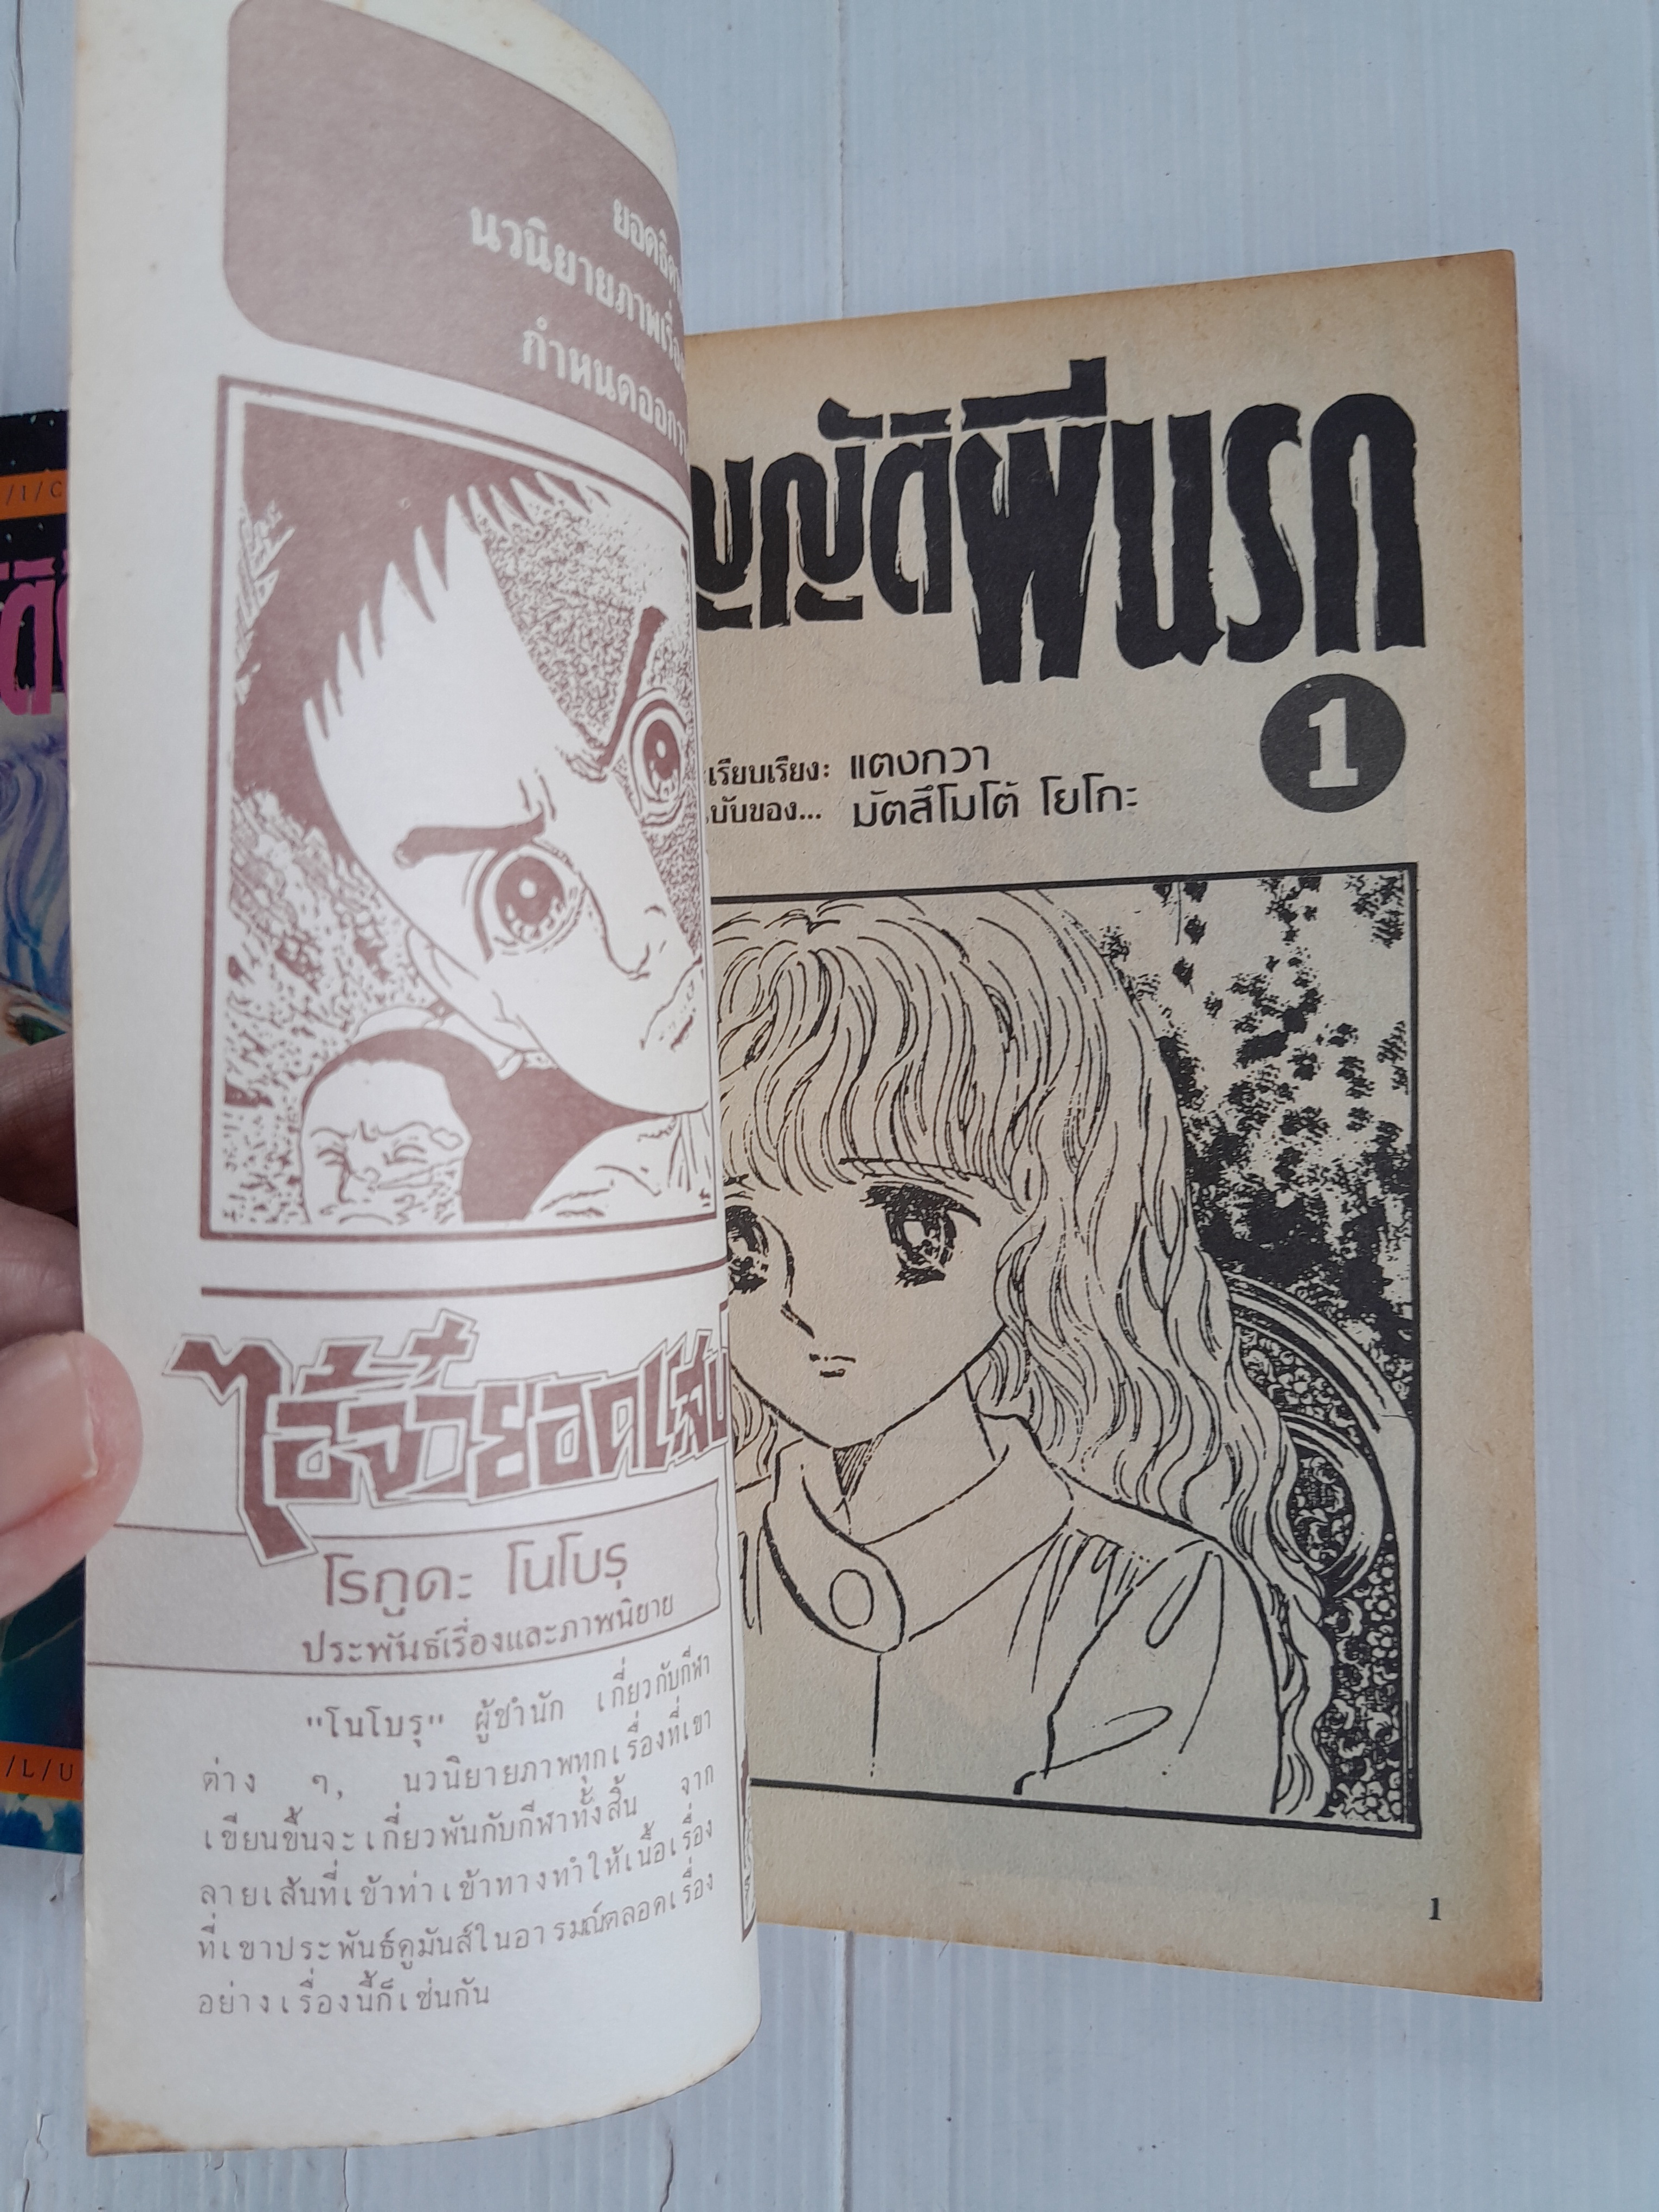 นวนิยายภาพเรื่อง
กำหนดออก
ไอ้จิ๋วยอด
โรกูดะ โนโบรุ
ประพันธ์เรื่องและภาพนิยาย
"โนโบรุ" ผู้ชำนัก เกี่ยวกับกีฬา
ต่าง ๆ, นวนิยายภาพทุกเรื่องที่เขา
เขียนขึ้นจะเกี่ยวพันกับกีฬาทั้งสิ้น จาก
ลายเส้นที่เข้าท่าเข้าทางทำให้เนื้อเรื่อง
ที่เขาประพันธ์ดูมันส์ในอารมณ์ตลอดเรื่อง
อย่างเรื่องนี้ก็เช่นกัน
ญญัติผีนรก
1
เรียบเรียง: แตงกวา
บับของ... มัตสึโมโต้ โยโกะ
1
/I/C
/L/U